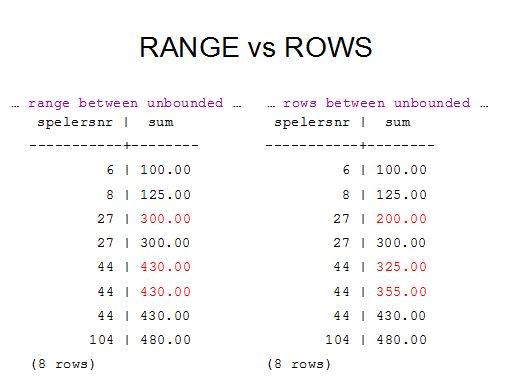 RANGE vs ROWS
… range between unbounded …
spelersnr | sum
-----------+--------
6 | 100.00
8 | 125.00
27 | 300.00
27 | 300.00
44 | 430.00
44 | 430.00
44 | 430.00
104 | 480.00
(8 rows)
… rows between unbounded …
spelersnr | sum
-----------+--------
6 | 100.00
8 | 125.00
27 | 200.00
27 | 300.00
44 | 325.00
44 | 355.00
44 | 430.00
104 | 480.00
(8 rows)